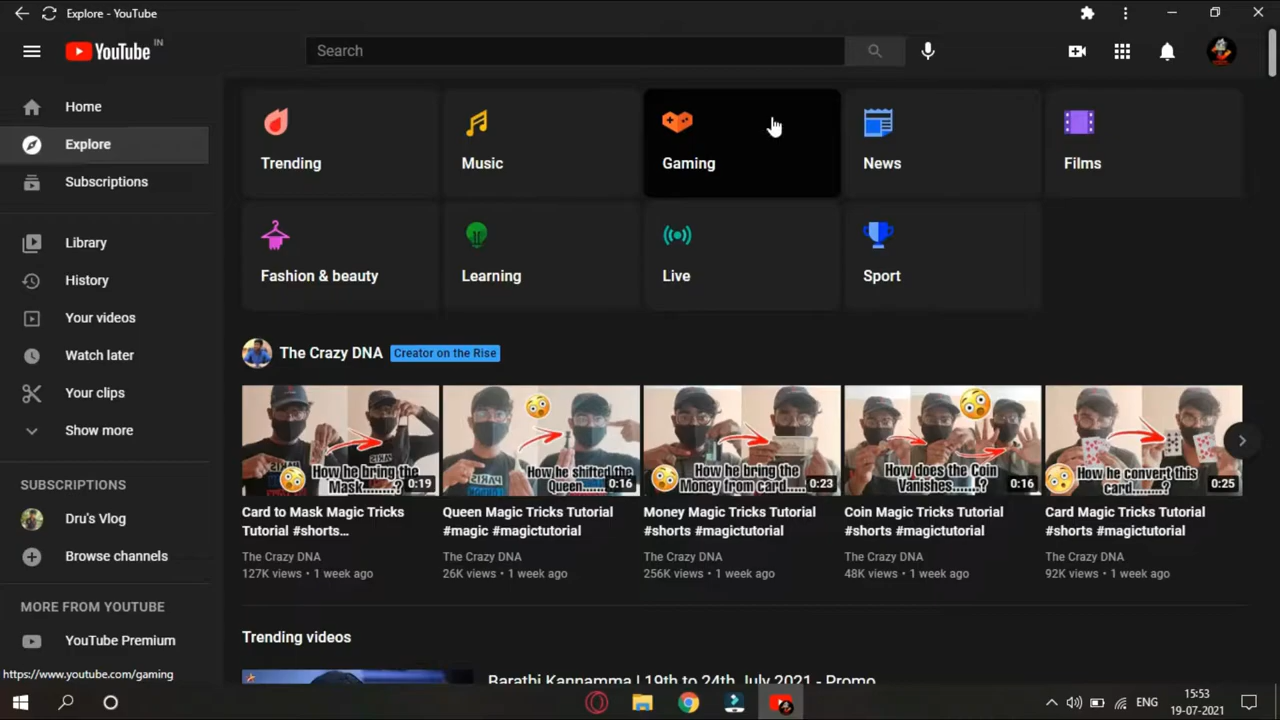 Explore - YouTube
YouTube IN
Search
Home
Explore
Subscriptions
Library
History
Your videos
Watch later
Your clips
Show more
SUBSCRIPTIONS
Dru's Vlog
Browse channels
MORE FROM YOUTUBE
YouTube Premium
https://www.youtube.com/gaming
Trending
Music
Gaming
News
Films
Fashion & beauty
Learning
Live
Sport
The Crazy DNA Creator on the Rise
How he bring the
Mask........?
0:19
Card to Mask Magic Tricks
Tutorial #shorts...
The Crazy DNA
127K views • 1 week ago
How he shifted the
Queen.......?
0:16
Queen Magic Tricks Tutorial
#magic #magictutorial
The Crazy DNA
26K views • 1 week ago
How he bring the
Money from Card.....?
0:23
Money Magic Tricks Tutorial
#shorts #magictutorial
The Crazy DNA
256K views • 1 week ago
How does the Coin
Vanishes.......?
0:16
Coin Magic Tricks Tutorial
#shorts #magictutorial
The Crazy DNA
48K views • 1 week ago
How he convert this
card........?
0:25
Card Magic Tricks Tutorial
#shorts #magictutorial
The Crazy DNA
92K views • 1 week ago
Trending videos
Barathi Kannamma | 19th to 24th July 2021 - Promo
ENG
15:53
19-07-2021